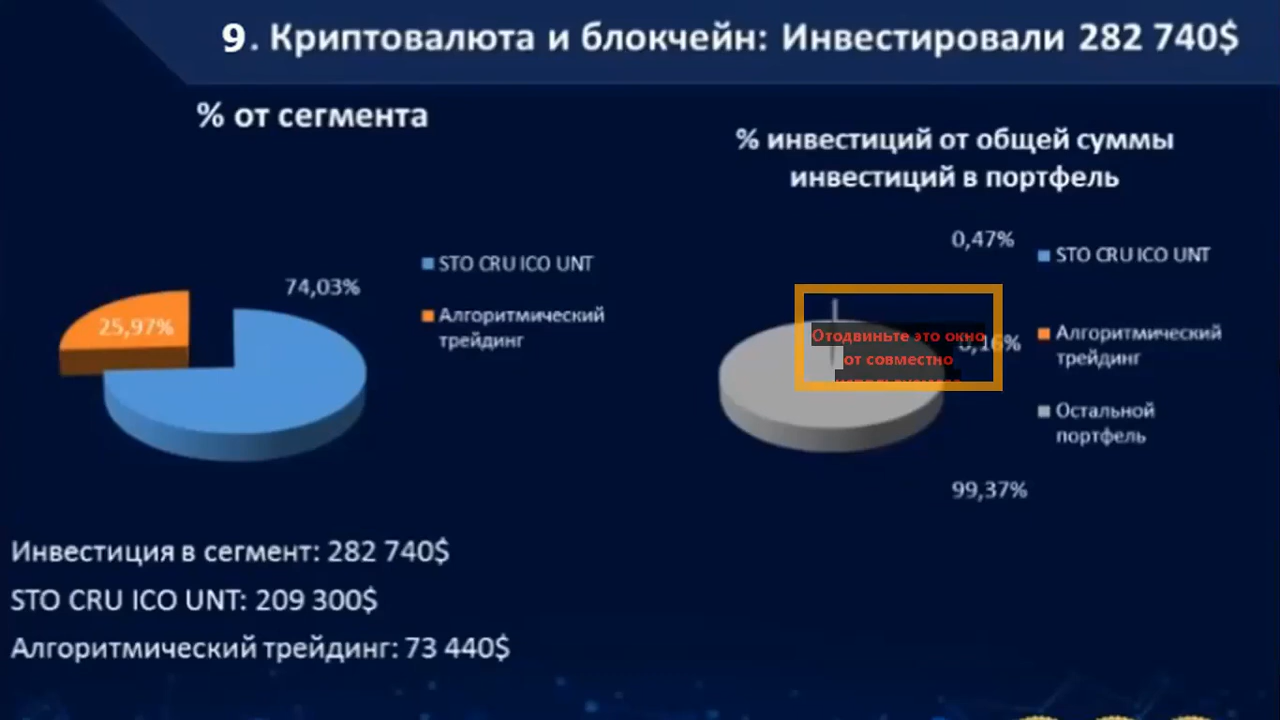 9. Криптовалюта и блокчейн: Инвестировали 282 740$
% от сегмента
74,03%
25,97%
STO CRU ICO UNT
Алгоритмический
трейдинг
% инвестиций от общей суммы
инвестиций в портфель
0,47%
0,16%
99,37%
STO CRU ICO UNT
Алгоритмический
трейдинг
Остальной
портфель
Отодвиньте это окно
от совместно
Инвестиция в сегмент: 282 740$
STO CRU ICO UNT: 209 300$
Алгоритмический трейдинг: 73 440$